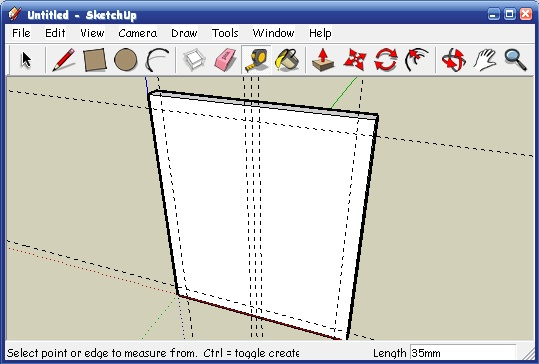 Untitled - SketchUp
File Edit View Camera Draw Tools Window Help
Select point or edge to measure from. Ctrl = toggle create Length 35mm